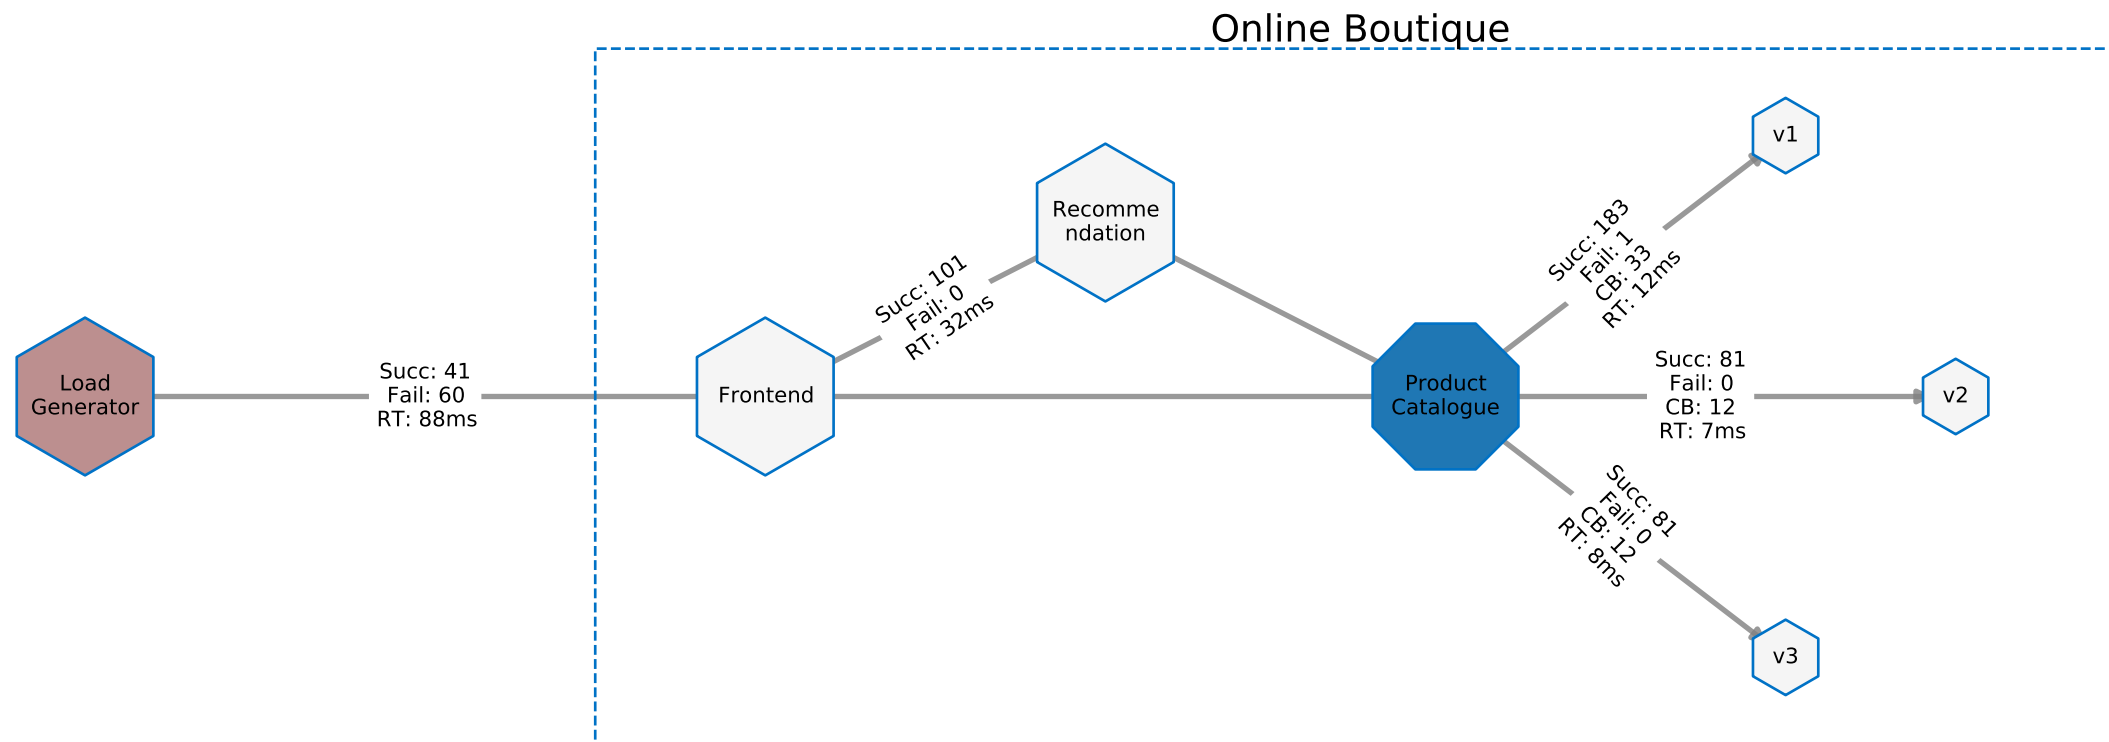 Online Boutique
Load
Generator
Succ: 41
Fail: 60
RT: 88ms
Frontend
Succ: 101
Fail: 0
RT: 32ms
Recomme
ndation
Product
Catalogue
Succ: 183
Fail: 1
CB: 33
RT: 12ms
v1
Succ: 81
Fail: 0
CB: 12
RT: 7ms
v2
Succ: 81
Fail: 0
CB: 12
RT: 8ms
v3